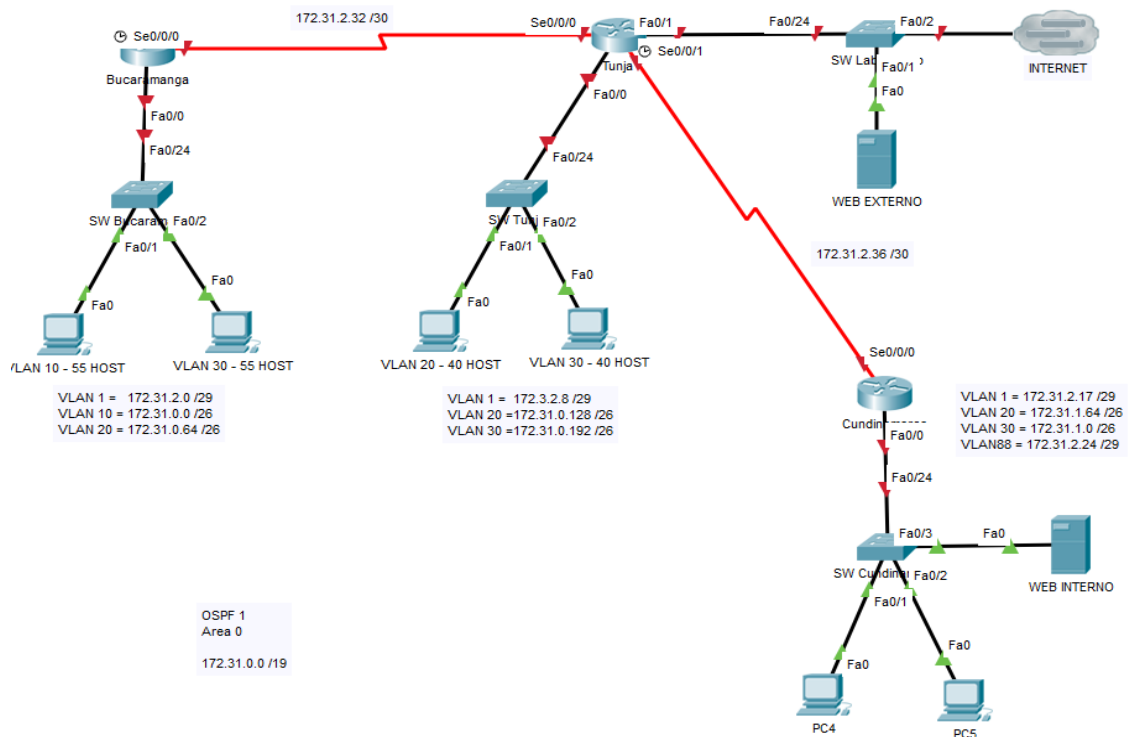 172.31.2.32 /30
Se0/0/0
Bucaramanga
Fa0/0
Fa0/24
SW Bucaram
Fa0/2
Fa0/1
Fa0
Fa0
VLAN 10 – 55 HOST
VLAN 30 - 55 HOST
VLAN 1 = 172.31.2.0 /29
VLAN 10 = 172.31.0.0 /26
VLAN 20 = 172.31.0.64 /26
Se0/0/0
Fa0/1
Se0/0/1
Tunja
Fa0/0
Fa0/24
SW Tunj
Fa0/2
Fa0/1
Fa0
Fa0
VLAN 20 – 40 HOST
VLAN 30 - 40 HOST
VLAN 1 = 172.3.2.8 /29
VLAN 20 =172.31.0.128 /26
VLAN 30 =172.31.0.192 /26
Fa0/24
Fa0/2
SW Lab
Fa0/1
Fa0
INTERNET
WEB EXTERNO
172.31.2.36 /30
Se0/0/0
Cundin
Fa0/0
Fa0/24
VLAN 1 = 172.31.2.17 /29
VLAN 20 = 172.31.1.64 /26
VLAN 30 = 172.31.1.0 /26
VLAN88 = 172.31.2.24 /29
Fa0/3
Fa0
SW Cundina
Fa0/2
Fa0/1
WEB INTERNO
Fa0
Fa0
PC4
PC5
OSPF 1
Area 0
172.31.0.0 /19